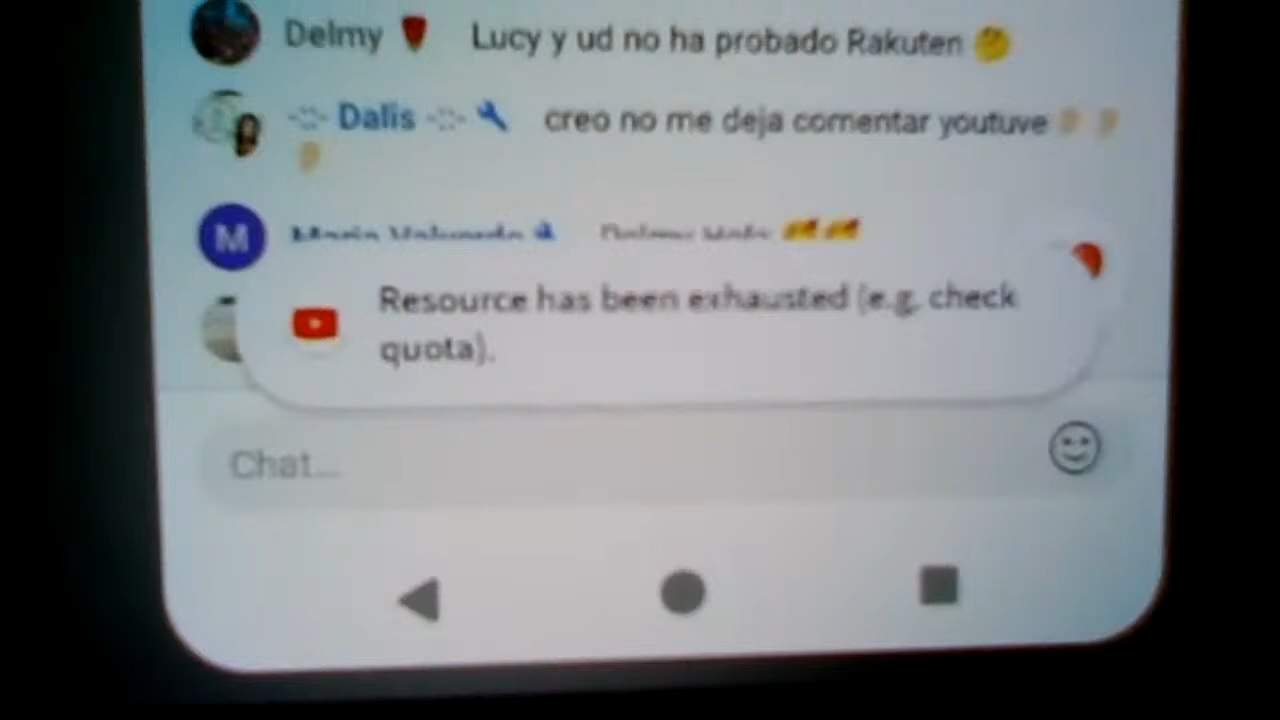 Delmy Lucy y ud no ha probado Rakuten
Dalis creo no me deja comentar youtuve
M
Resource has been exhausted (e.g. check
quota).
Chat...